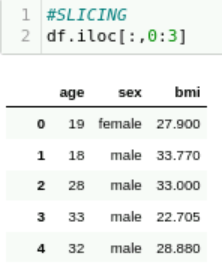 1 #SLICING
2 df.iloc[:,0:3]
age sex bmi
0 19 female 27.900
1 18 male 33.770
2 28 male 33.000
3 33 male 22.705
4 32 male 28.880